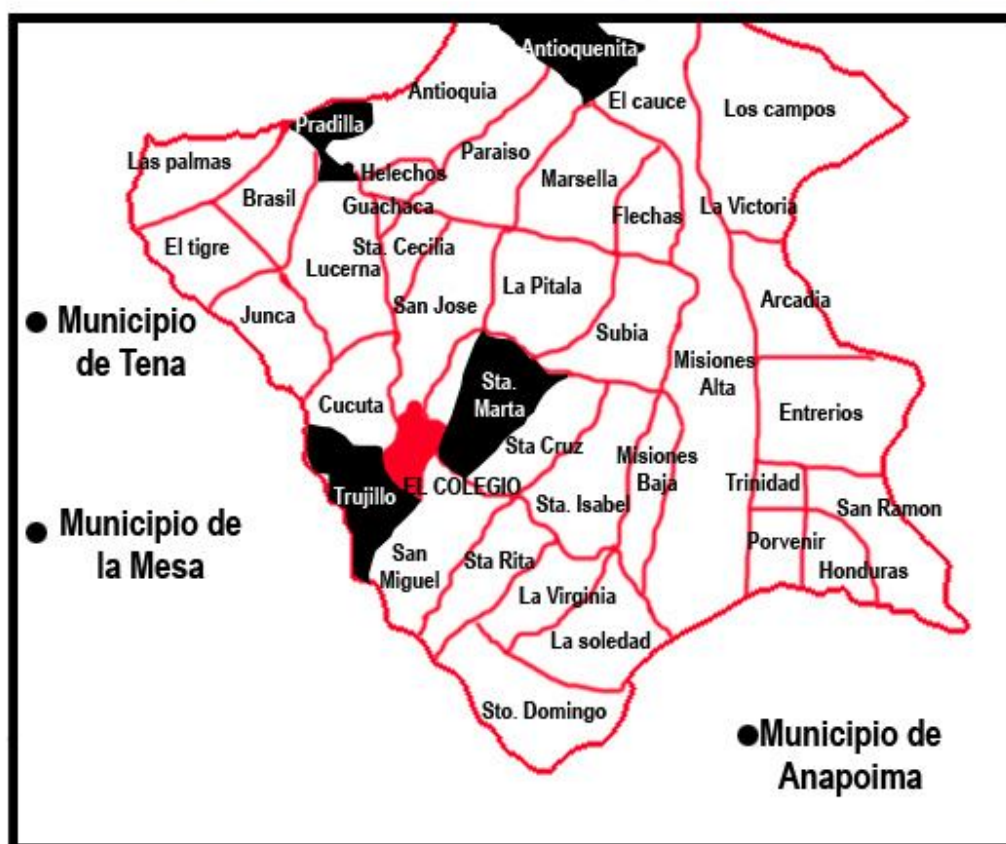 Antioquenita
Antioquia
El cauce
Los campos
Pradilla
Paraiso
Las palmas
Helechos
Marsella
Brasil
Guachaca
Flechas
La Victoria
El tigre
Sta. Cecilia
Lucerna
La Pitala
San Jose
Arcadia
Junca
Subia
Municipio
de Tena
Misiones
Alta
Sta.
Marta
Cucuta
Entrerios
Sta Cruz
Misiones
Baja
Trujillo
EL COLEGIO
Trinidad
Sta. Isabel
San Ramon
Municipio de
la Mesa
San
Miguel
Sta Rita
Porvenir
Honduras
La Virginia
La soledad
Sto. Domingo
Municipio de
Anapoima